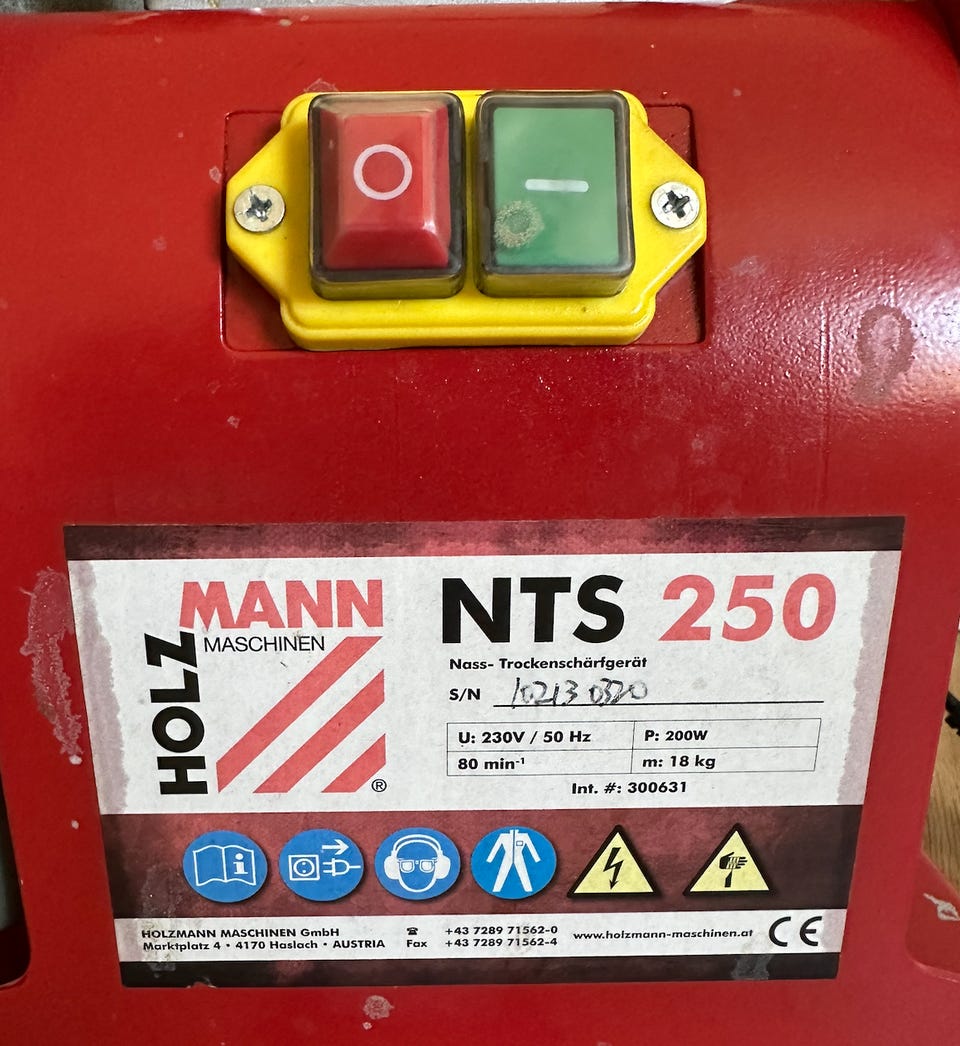 HOLZ
MANN
MASCHINEN
®
NTS 250
Nass- Trockenschärfgerät
S/N 10213 0320
U: 230V / 50 Hz P: 200W
80 min⁻¹ m: 18 kg
Int. #: 300631
HOLZMANN MASCHINEN GmbH ☎ +43 7289 71562-0
Marktplatz 4 • 4170 Haslach • AUSTRIA Fax +43 7289 71562-4
www.holzmann-maschinen.at CE